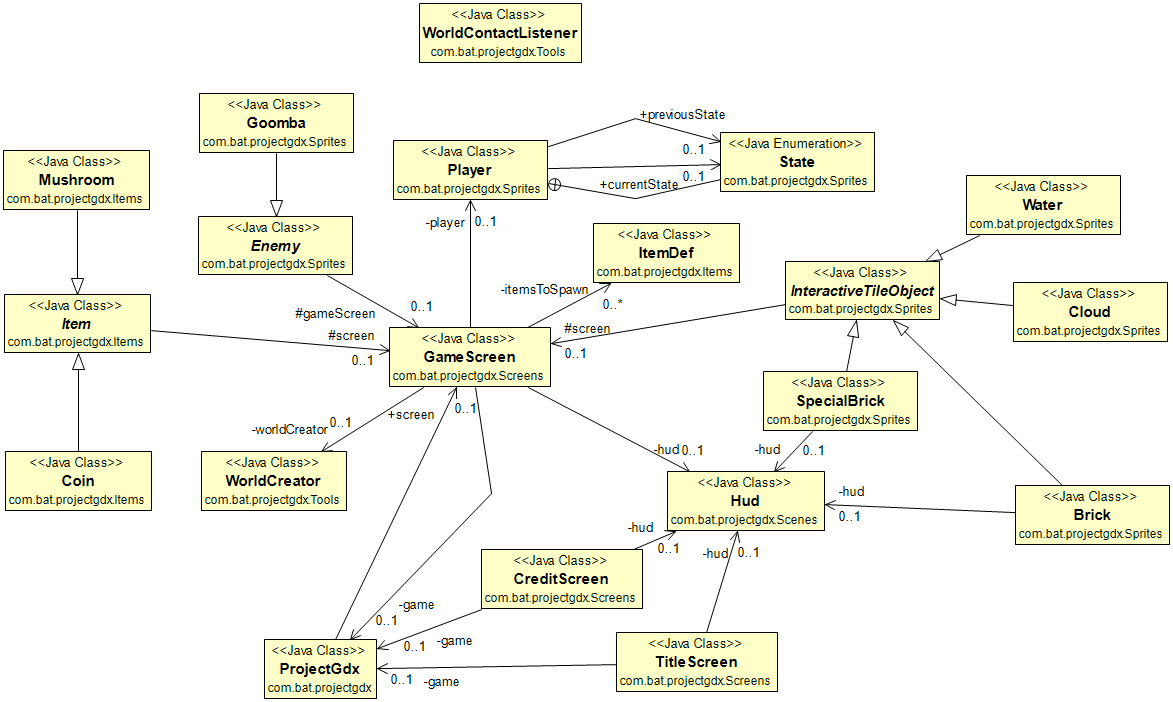 <<Java Class>>
WorldContactListener
com.bat.projectgdx.Tools
<<Java Class>>
Goomba
com.bat.projectgdx.Sprites
+previousState
0..1
<<Java Enumeration>>
State
com.bat.projectgdx.Sprites
<<Java Class>>
Player
com.bat.projectgdx.Sprites
0..1
+currentState
<<Java Class>>
Mushroom
com.bat.projectgdx.Items
<<Java Class>>
Water
com.bat.projectgdx.Sprites
-player
0..1
<<Java Class>>
Enemy
com.bat.projectgdx.Sprites
<<Java Class>>
ItemDef
com.bat.projectgdx.Items
-itemsToSpawn
0..*
<<Java Class>>
InteractiveTileObject
com.bat.projectgdx.Sprites
<<Java Class>>
Cloud
com.bat.projectgdx.Sprites
<<Java Class>>
Item
com.bat.projectgdx.Items
0..1
#gameScreen
#screen
0..1
#screen
0..1
<<Java Class>>
GameScreen
com.bat.projectgdx.Screens
<<Java Class>>
SpecialBrick
com.bat.projectgdx.Sprites
0..1
+screen
0..1
-worldCreator
-hud
0..1
-hud
0..1
<<Java Class>>
Coin
com.bat.projectgdx.Items
<<Java Class>>
WorldCreator
com.bat.projectgdx.Tools
<<Java Class>>
Hud
com.bat.projectgdx.Scenes
-hud
0..1
<<Java Class>>
Brick
com.bat.projectgdx.Sprites
-hud
0..1
-hud
0..1
<<Java Class>>
CreditScreen
com.bat.projectgdx.Screens
-game
0..1
0..1
-game
<<Java Class>>
ProjectGdx
com.bat.projectgdx
0..1
-game
<<Java Class>>
TitleScreen
com.bat.projectgdx.Screens